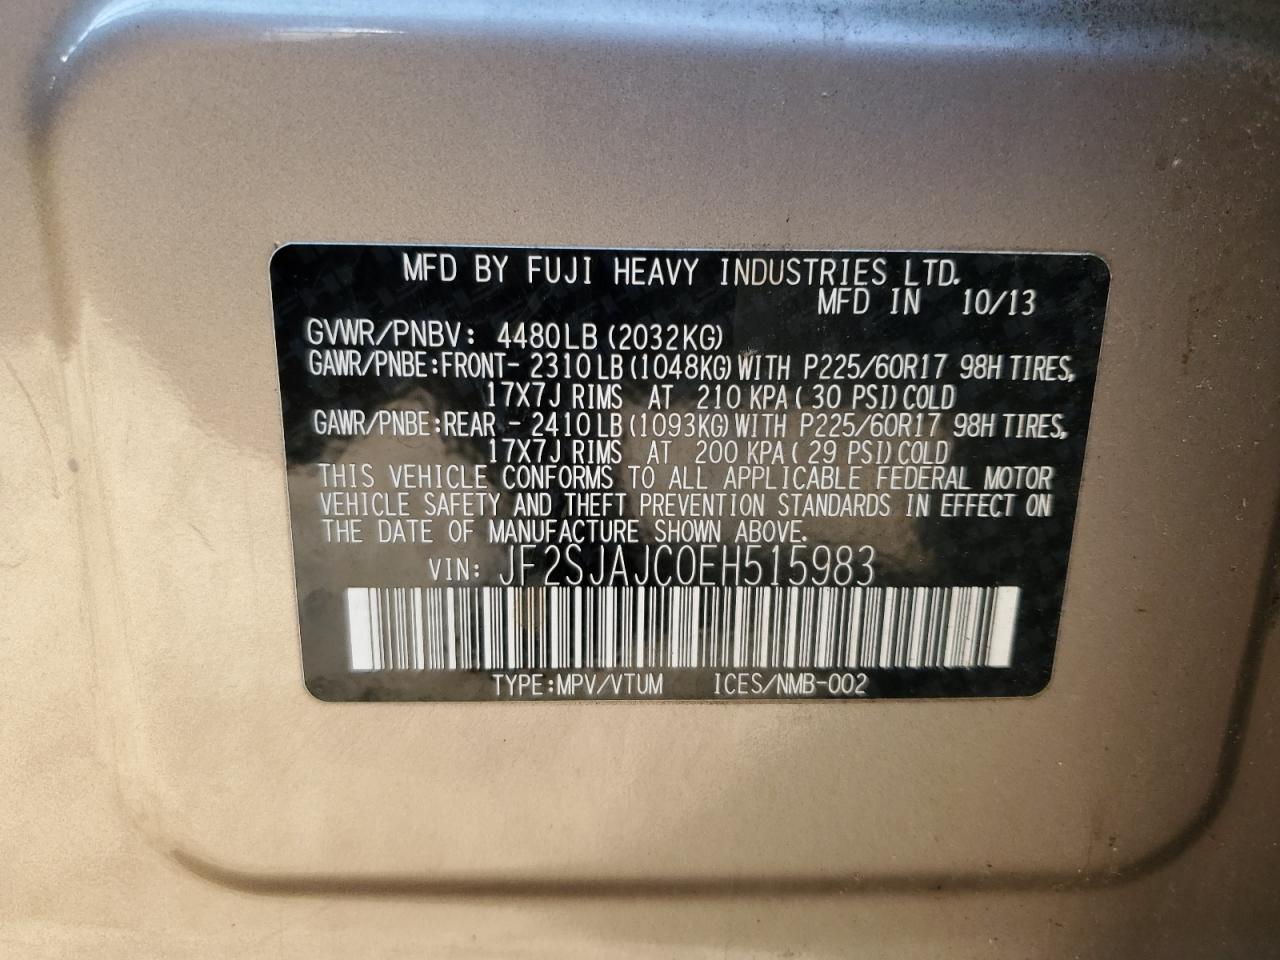 MFD BY FUJI HEAVY INDUSTRIES LTD.
MFD IN 10/13
GVWR/PNBV: 4480LB (2032KG)
GAWR/PNBE:FRONT- 2310LB (1048KG) WITH P225/60R17 98H TIRES,
17X7J RIMS AT 210 KPA ( 30 PSI) COLD
GAWR/PNBE:REAR - 2410LB (1093KG) WITH P225/60R17 98H TIRES,
17X7J RIMS AT 200 KPA ( 29 PSI) COLD
THIS VEHICLE CONFORMS TO ALL APPLICABLE FEDERAL MOTOR
VEHICLE SAFETY AND THEFT PREVENTION STANDARDS IN EFFECT ON
THE DATE OF MANUFACTURE SHOWN ABOVE.
VIN: JF2SJAJC0EH515983
TYPE:MPV/VTUM ICES/NMB-002